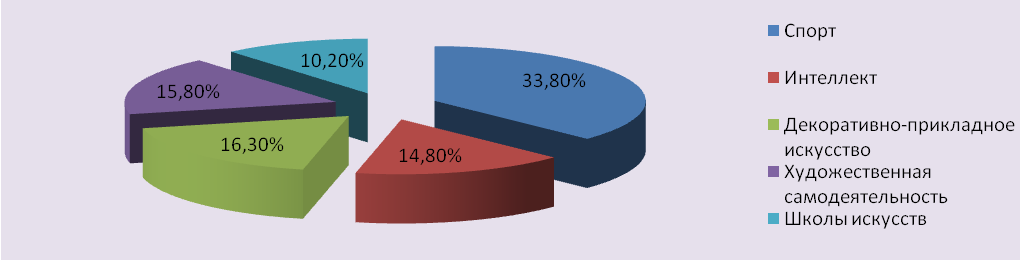 33,80%
14,80%
16,30%
15,80%
10,20%
Спорт
Интеллект
Декоративно-прикладное
искусство
Художественная
самодеятельность
Школы искусств